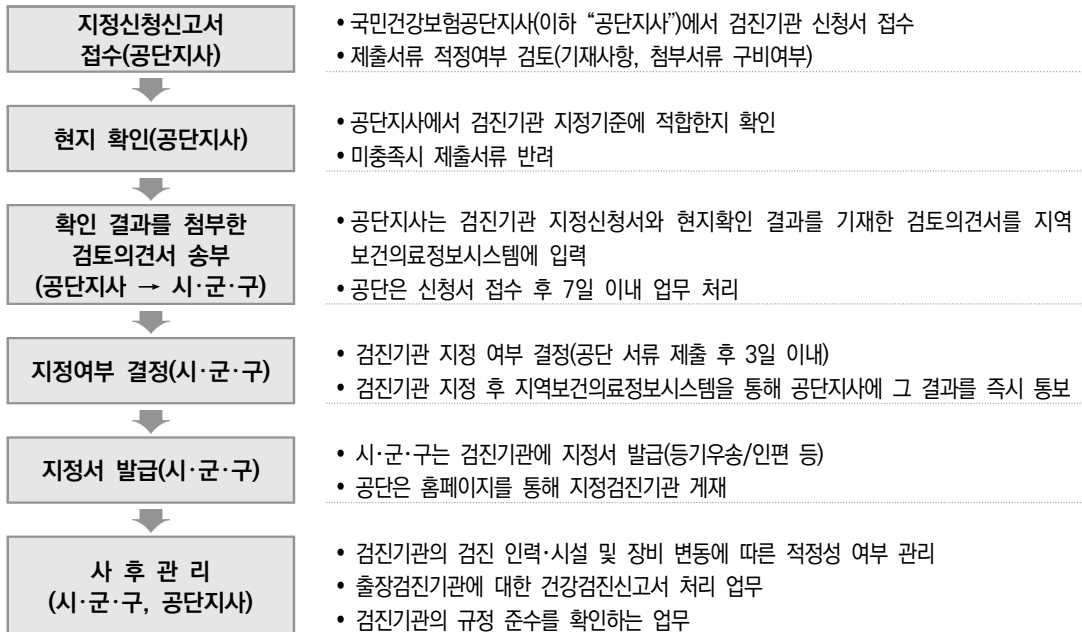 지정신청신고서
접수(공단지사)
• 국민건강보험공단지사(이하 “공단지사”)에서 검진기관 신청서 접수
• 제출서류 적정여부 검토(기재사항, 첨부서류 구비여부)
현지 확인(공단지사)
• 공단지사에서 검진기관 지정기준에 적합한지 확인
• 미충족시 제출서류 반려
확인 결과를 첨부한
검토의견서 송부
(공단지사 → 시·군·구)
• 공단지사는 검진기관 지정신청서와 현지확인 결과를 기재한 검토의견서를 지역
보건의료정보시스템에 입력
• 공단은 신청서 접수 후 7일 이내 업무 처리
지정여부 결정(시·군·구)
• 검진기관 지정 여부 결정(공단 서류 제출 후 3일 이내)
• 검진기관 지정 후 지역보건의료정보시스템을 통해 공단지사에 그 결과를 즉시 통보
지정서 발급(시·군·구)
• 시·군·구는 검진기관에 지정서 발급(등기우송/인편 등)
• 공단은 홈페이지를 통해 지정검진기관 게재
사 후 관 리
(시·군·구, 공단지사)
• 검진기관의 검진 인력·시설 및 장비 변동에 따른 적정성 여부 관리
• 출장검진기관에 대한 건강검진신고서 처리 업무
• 검진기관의 규정 준수를 확인하는 업무